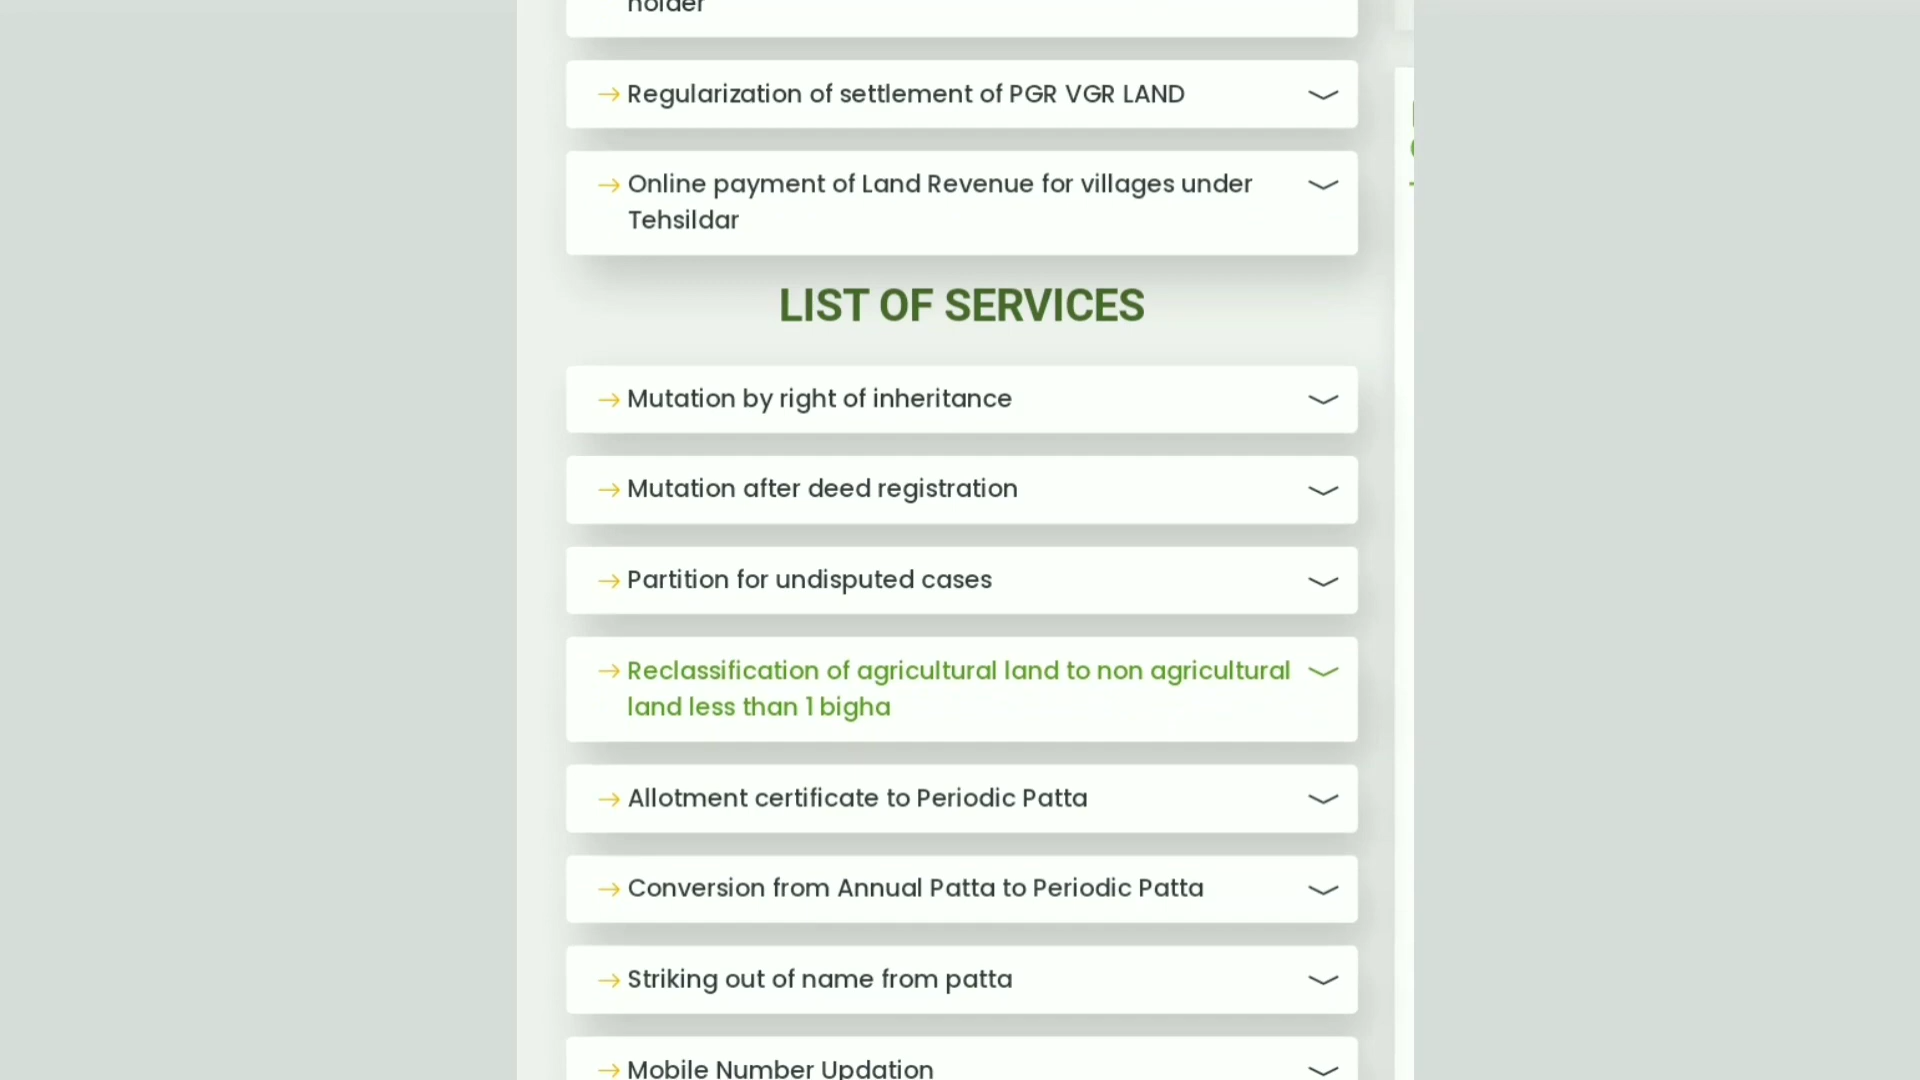 holder
Regularization of settlement of PGR VGR LAND
Online payment of Land Revenue for villages under
Tehsildar
LIST OF SERVICES
Mutation by right of inheritance
Mutation after deed registration
Partition for undisputed cases
Reclassification of agricultural land to non agricultural
land less than 1 bigha
Allotment certificate to Periodic Patta
Conversion from Annual Patta to Periodic Patta
Striking out of name from patta
Mobile Number Updation